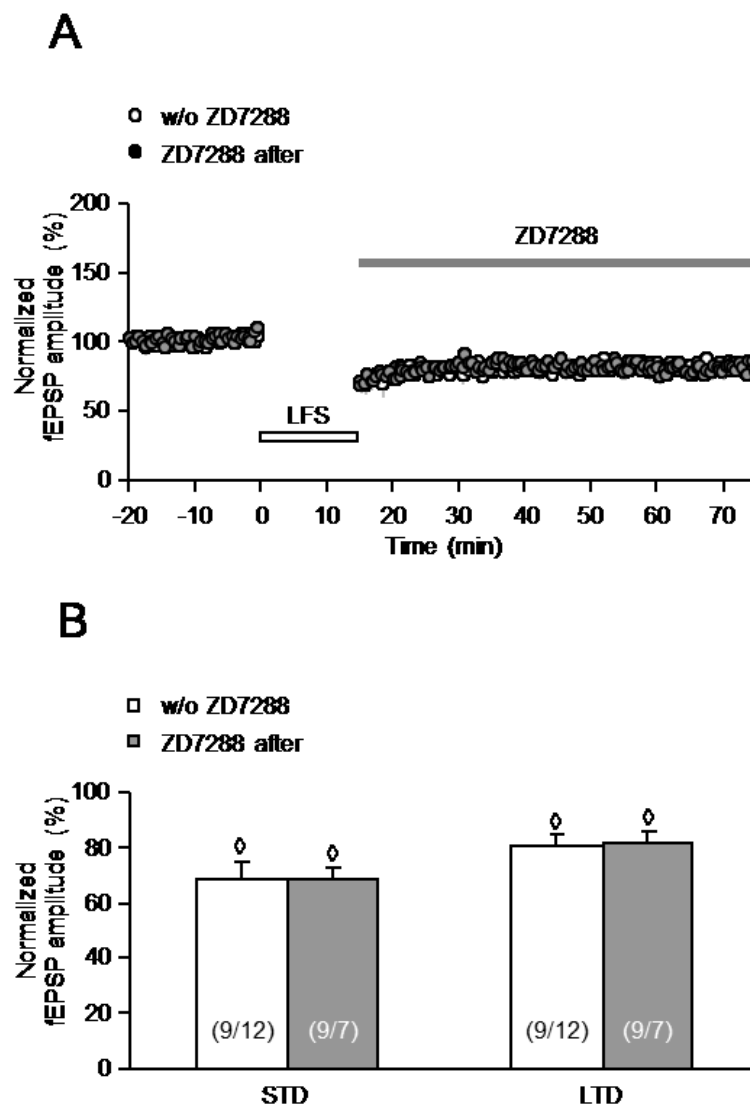 A
w/o ZD7288
ZD7288 after
200
150
100
50
0
Normalized
fEPSP amplitude (%)
ZD7288
LFS
-20 -10 0 10 20 30 40 50 60 70
Time (min)
B
w/o ZD7288
ZD7288 after
100
80
60
40
20
0
Normalized
fEPSP amplitude (%)
(9/12) (9/7) (9/12) (9/7)
STD LTD